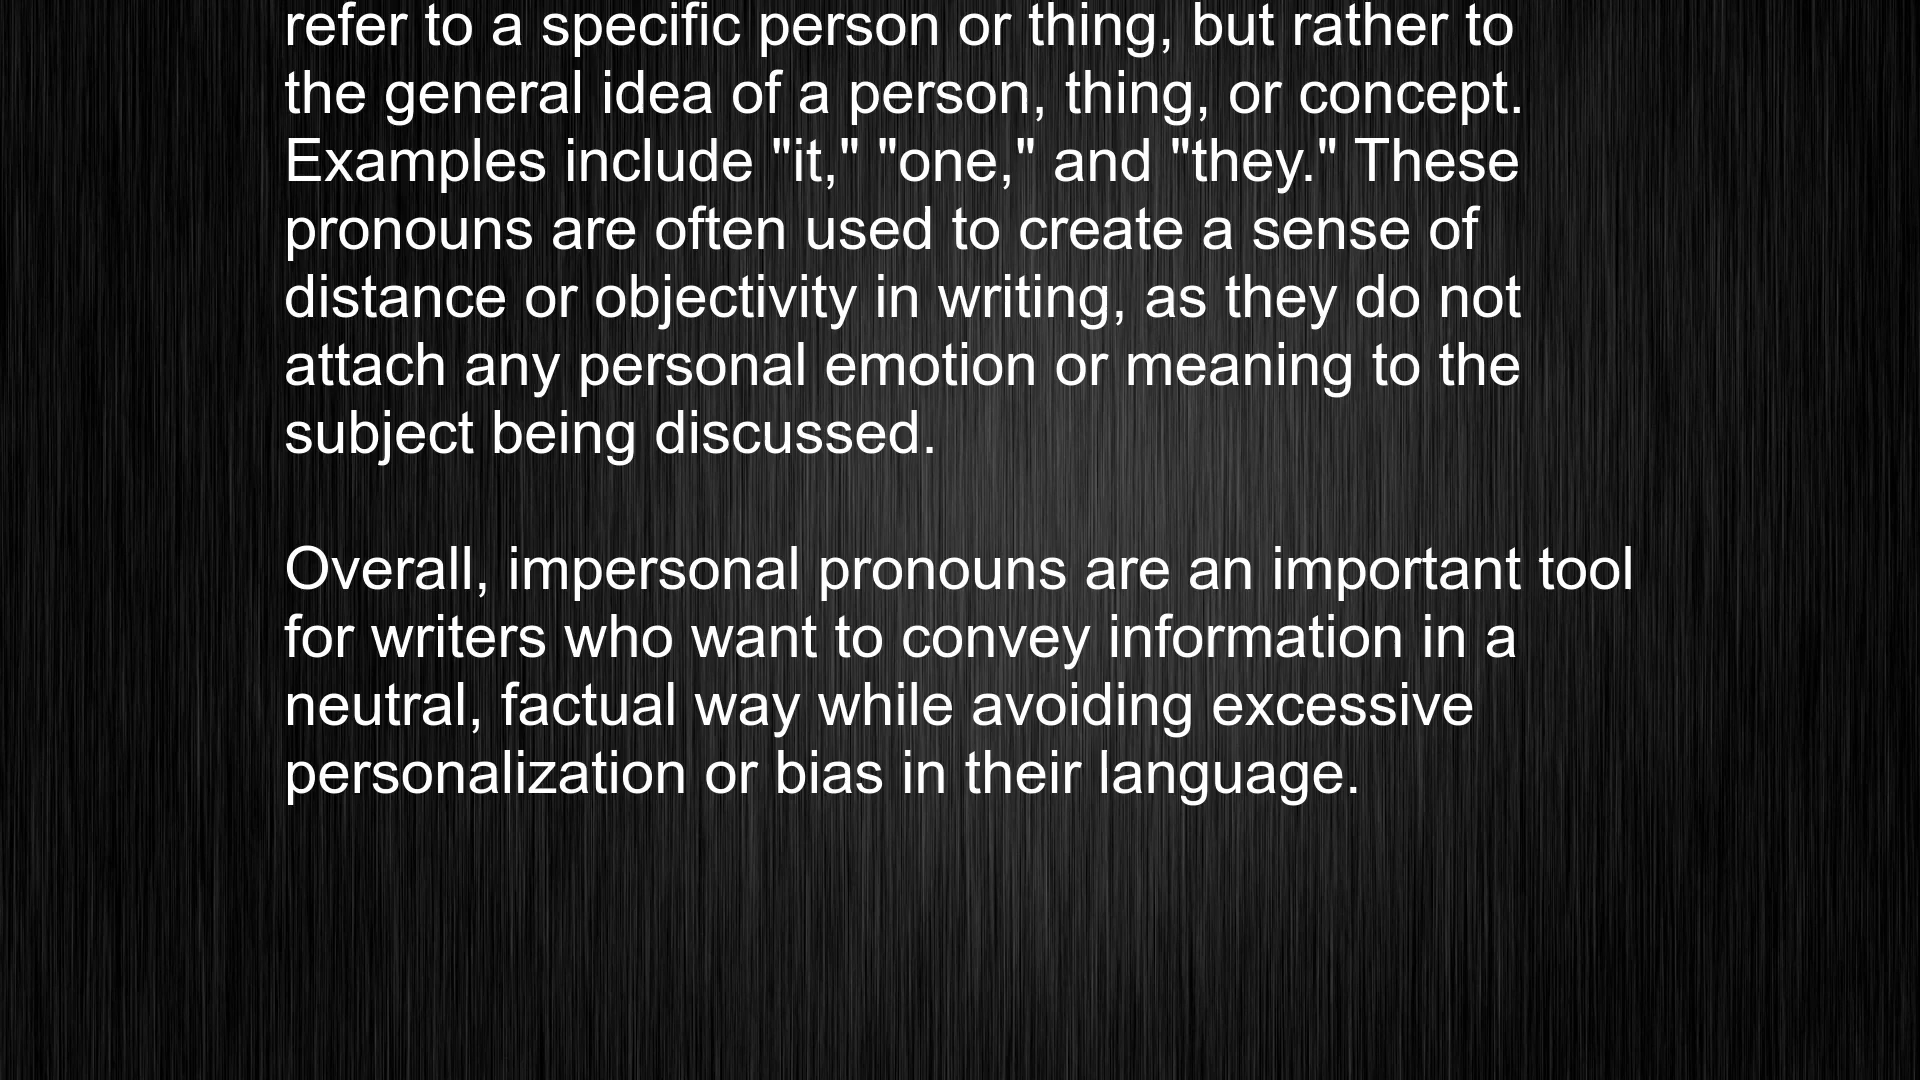 refer to a specific person or thing, but rather to
the general idea of a person, thing, or concept.
Examples include "it," "one," and "they." These
pronouns are often used to create a sense of
distance or objectivity in writing, as they do not
attach any personal emotion or meaning to the
subject being discussed.
Overall, impersonal pronouns are an important tool
for writers who want to convey information in a
neutral, factual way while avoiding excessive
personalization or bias in their language.